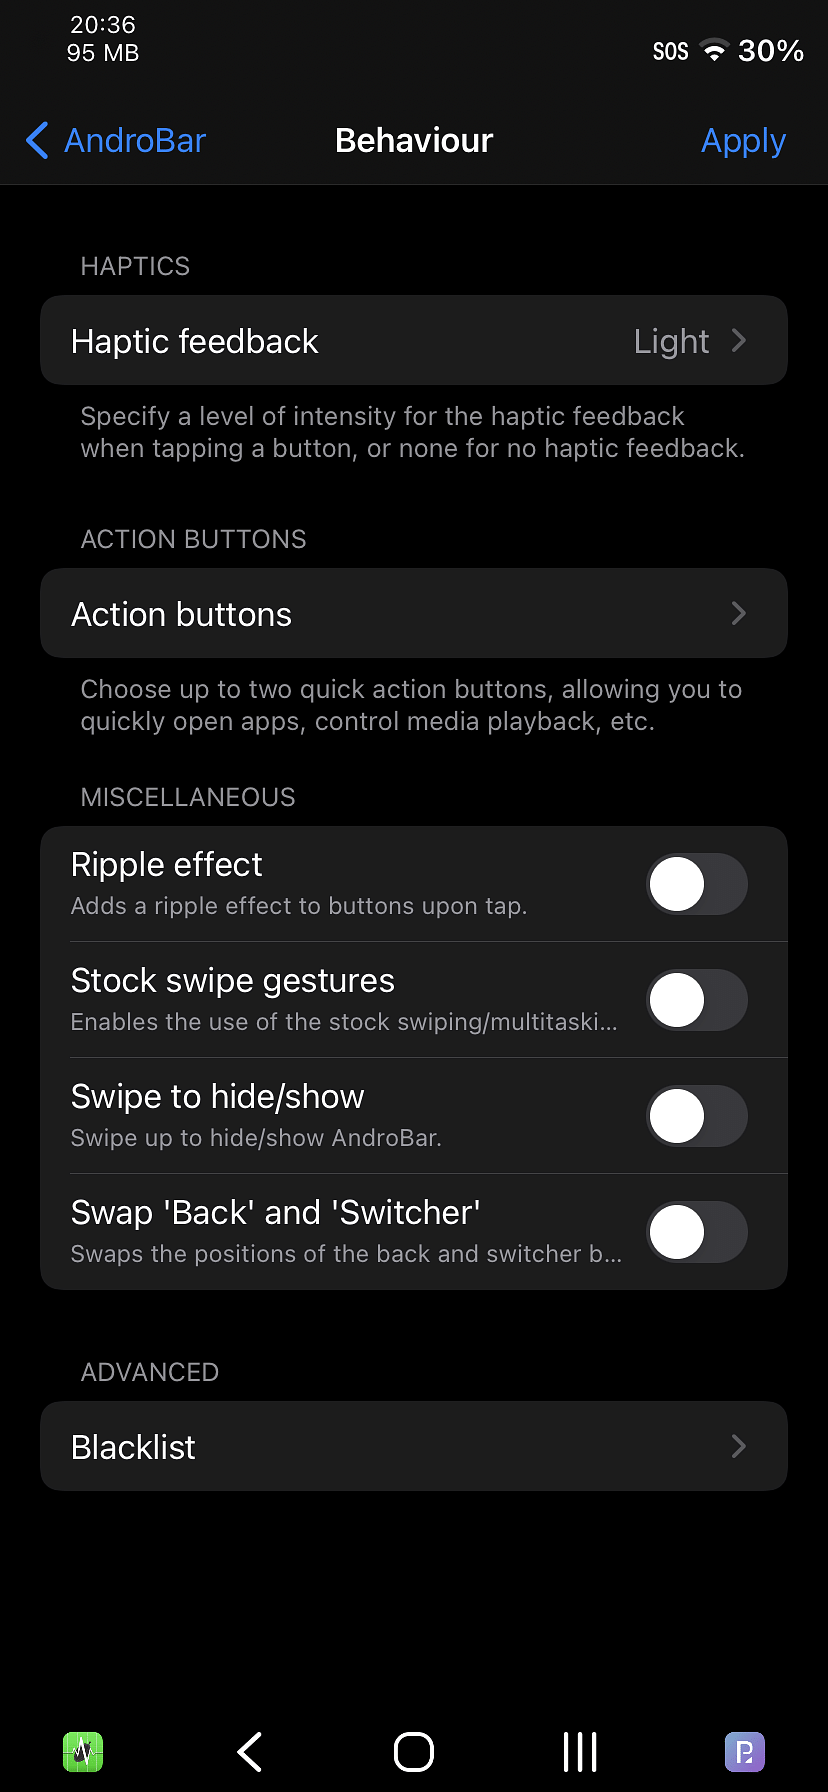 20:36
95 MB
SOS 30%
AndroBar
Behaviour
Apply
HAPTICS
Haptic feedback
Light
Specify a level of intensity for the haptic feedback
when tapping a button, or none for no haptic feedback.
ACTION BUTTONS
Action buttons
Choose up to two quick action buttons, allowing you to
quickly open apps, control media playback, etc.
MISCELLANEOUS
Ripple effect
Adds a ripple effect to buttons upon tap.
Stock swipe gestures
Enables the use of the stock swiping/multitaski...
Swipe to hide/show
Swipe up to hide/show AndroBar.
Swap 'Back' and 'Switcher'
Swaps the positions of the back and switcher b...
ADVANCED
Blacklist